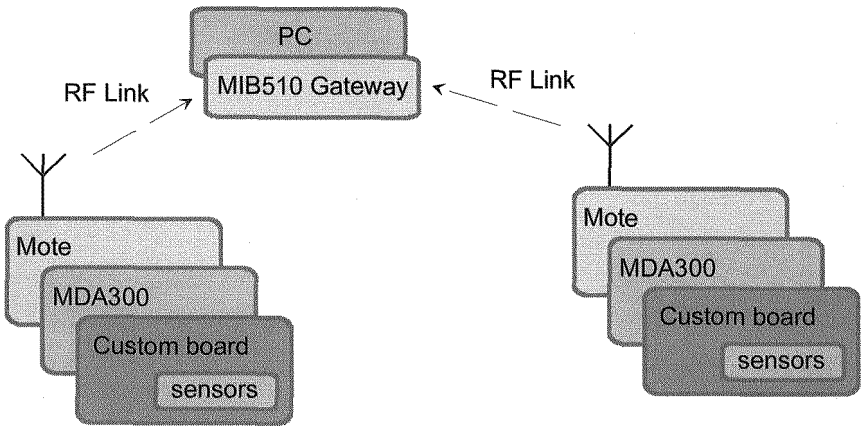 PC
MIB510 Gateway
RF Link
RF Link
Mote
MDA300
Custom board
sensors
Mote
MDA300
Custom board
sensors